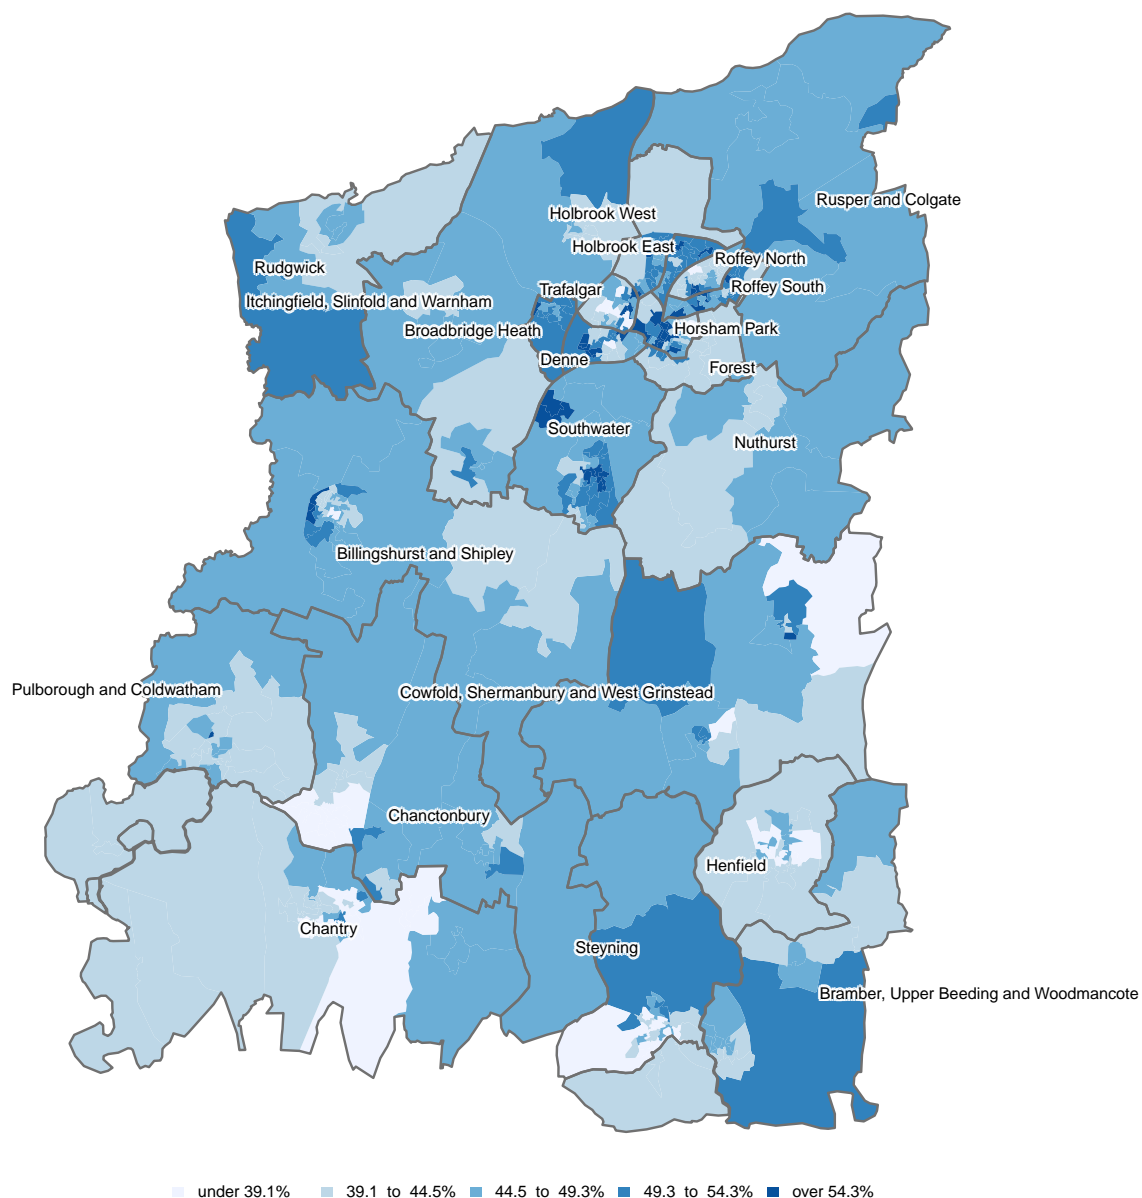 Rusper and Colgate
Holbrook West
Holbrook East
Roffey North
Rudgwick
Roffey South
Trafalgar
Itchingfield, Slinfold and Warnham
Broadbridge Heath
Horsham Park
Denne
Forest
Southwater
Nuthurst
Billingshurst and Shipley
Pulborough and Coldwatham
Cowfold, Shermanbury and West Grinstead
Chanctonbury
Henfield
Chantry
Steyning
Bramber, Upper Beeding and Woodmancote
under 39.1% 39.1 to 44.5% 44.5 to 49.3% 49.3 to 54.3% over 54.3%